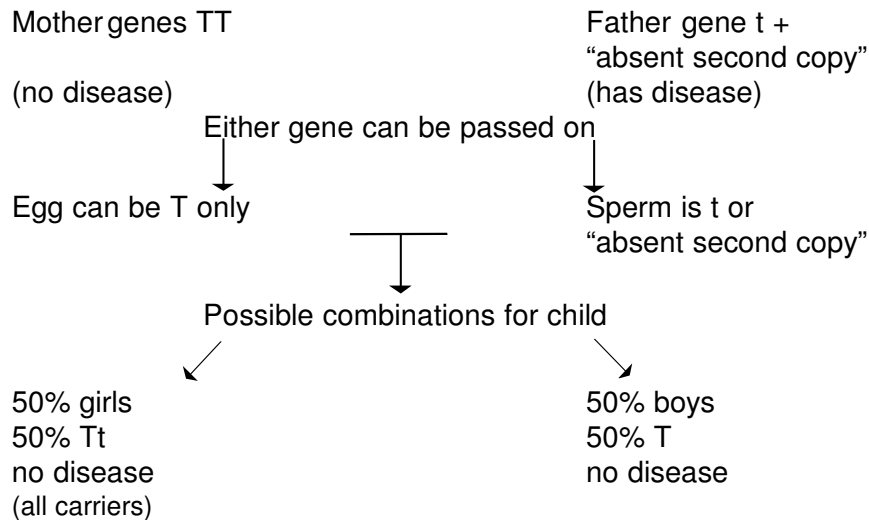 Mother genes TT
Father gene t +
“absent second copy”
(no disease)
(has disease)
Either gene can be passed on
Egg can be T only
Sperm is t or
“absent second copy”
Possible combinations for child
50% girls
50% Tt
no disease
(all carriers)
50% boys
50% T
no disease